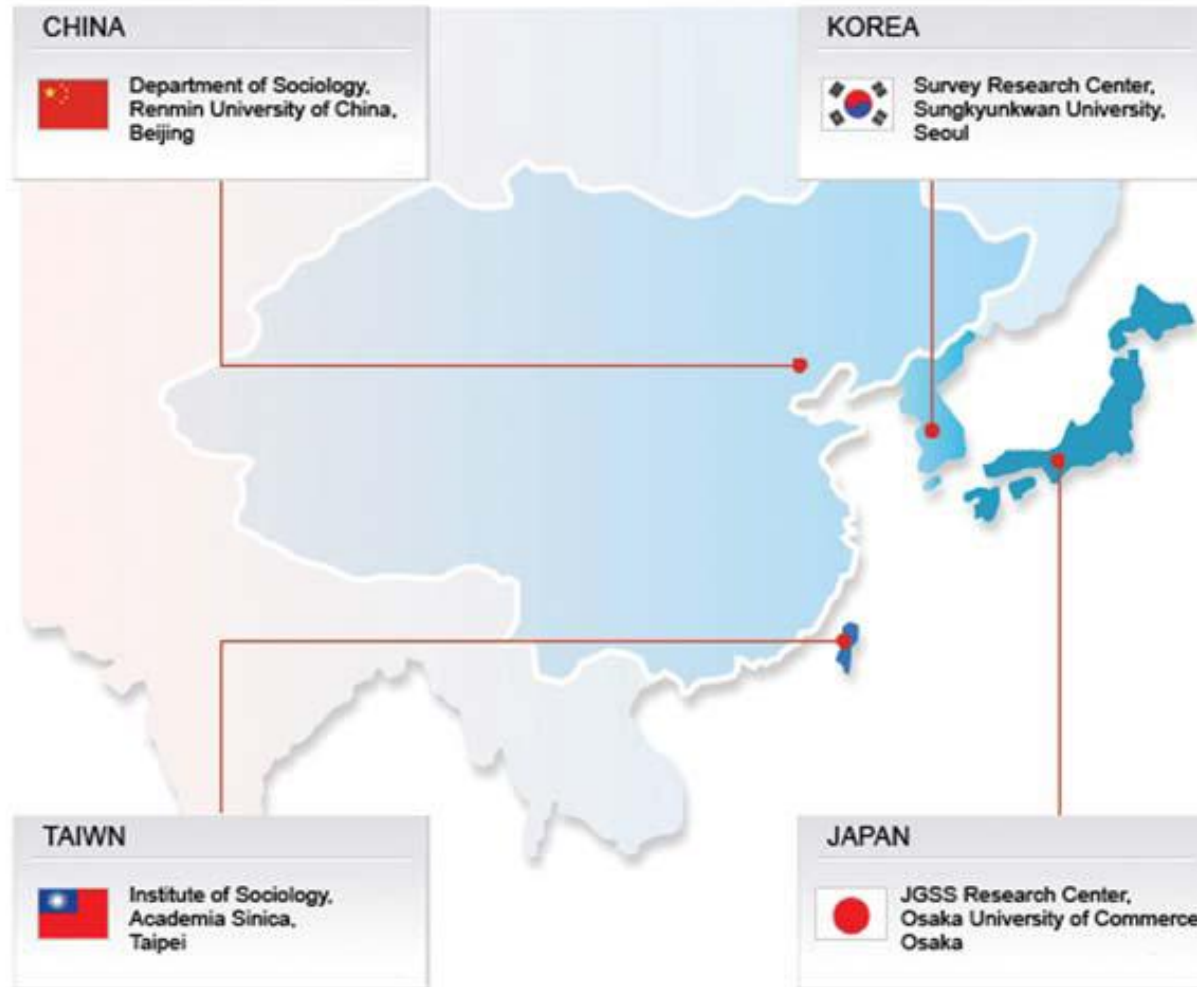 CHINA
Department of Sociology,
Renmin University of China,
Beijing
KOREA
Survey Research Center,
Sungkyunkwan University,
Seoul
TAIWN
Institute of Sociology,
Academia Sinica,
Taipei
JAPAN
JGSS Research Center,
Osaka University of Commerce
Osaka